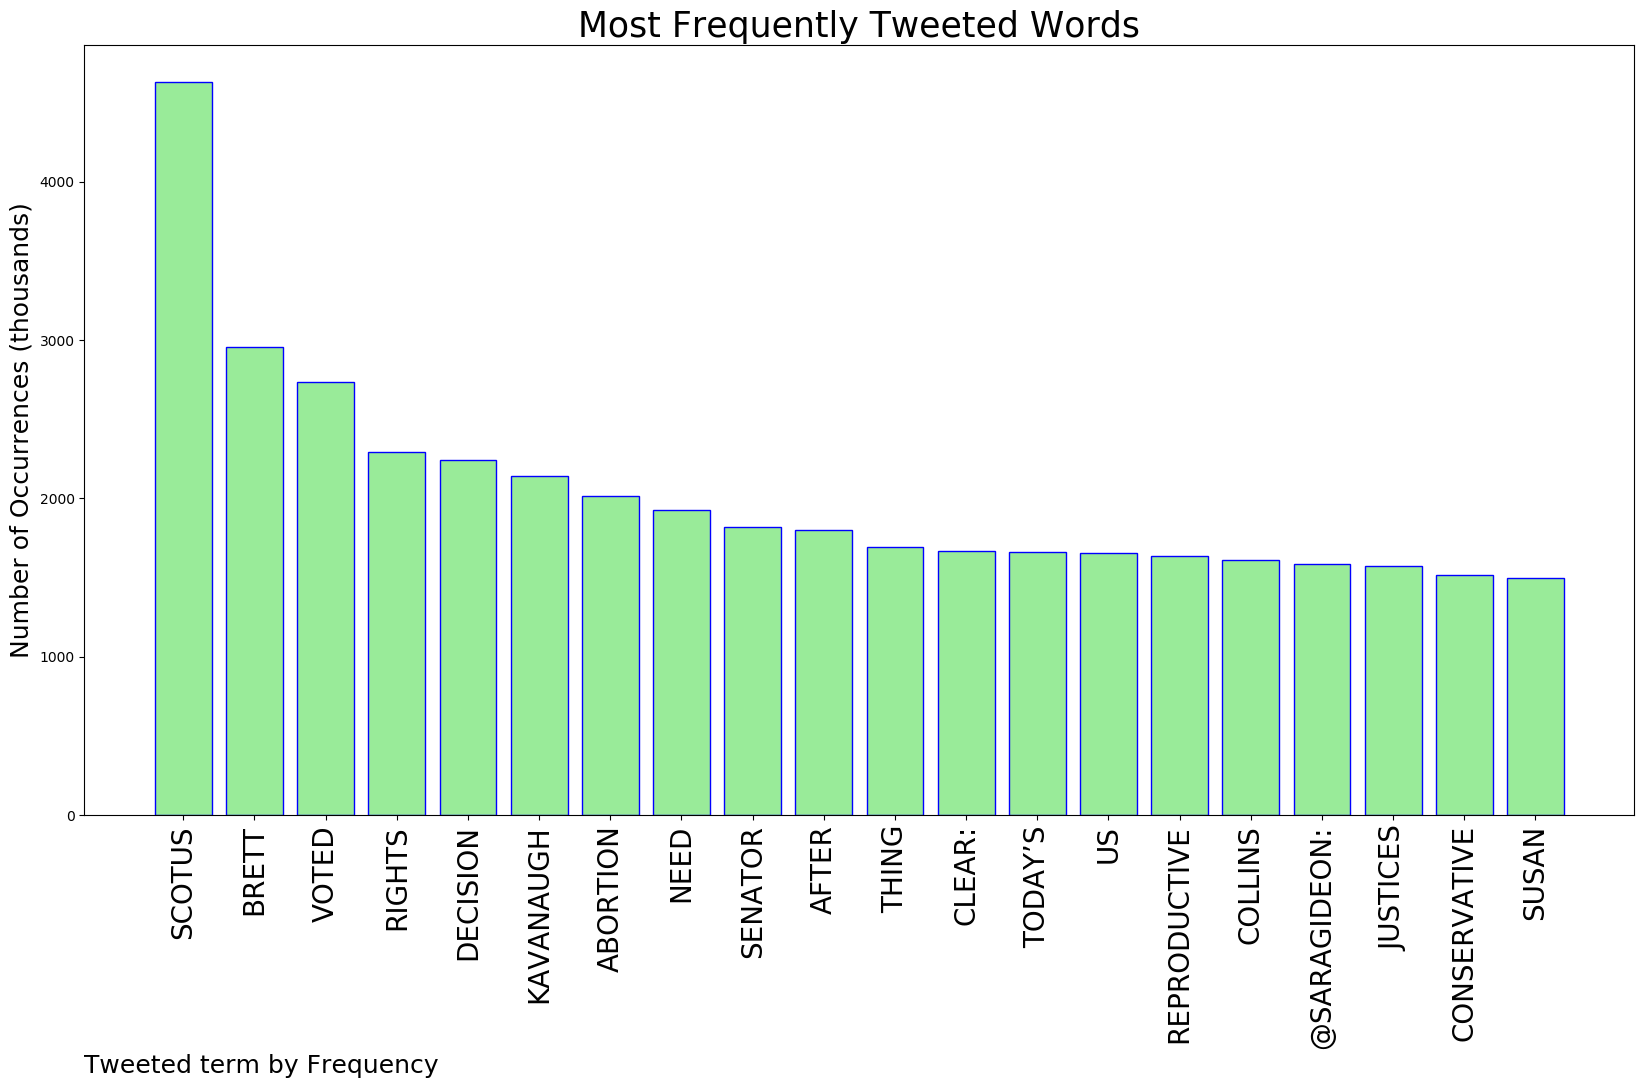 Most Frequently Tweeted Words
Number of Occurrences (thousands)
4000
3000
2000
1000
0
SCOTUS
BRETT
VOTED
RIGHTS
DECISION
KAVANAUGH
ABORTION
NEED
SENATOR
AFTER
THING
CLEAR:
TODAY’S
US
REPRODUCTIVE
COLLINS
@SARAGIDEON:
JUSTICES
CONSERVATIVE
SUSAN
Tweeted term by Frequency